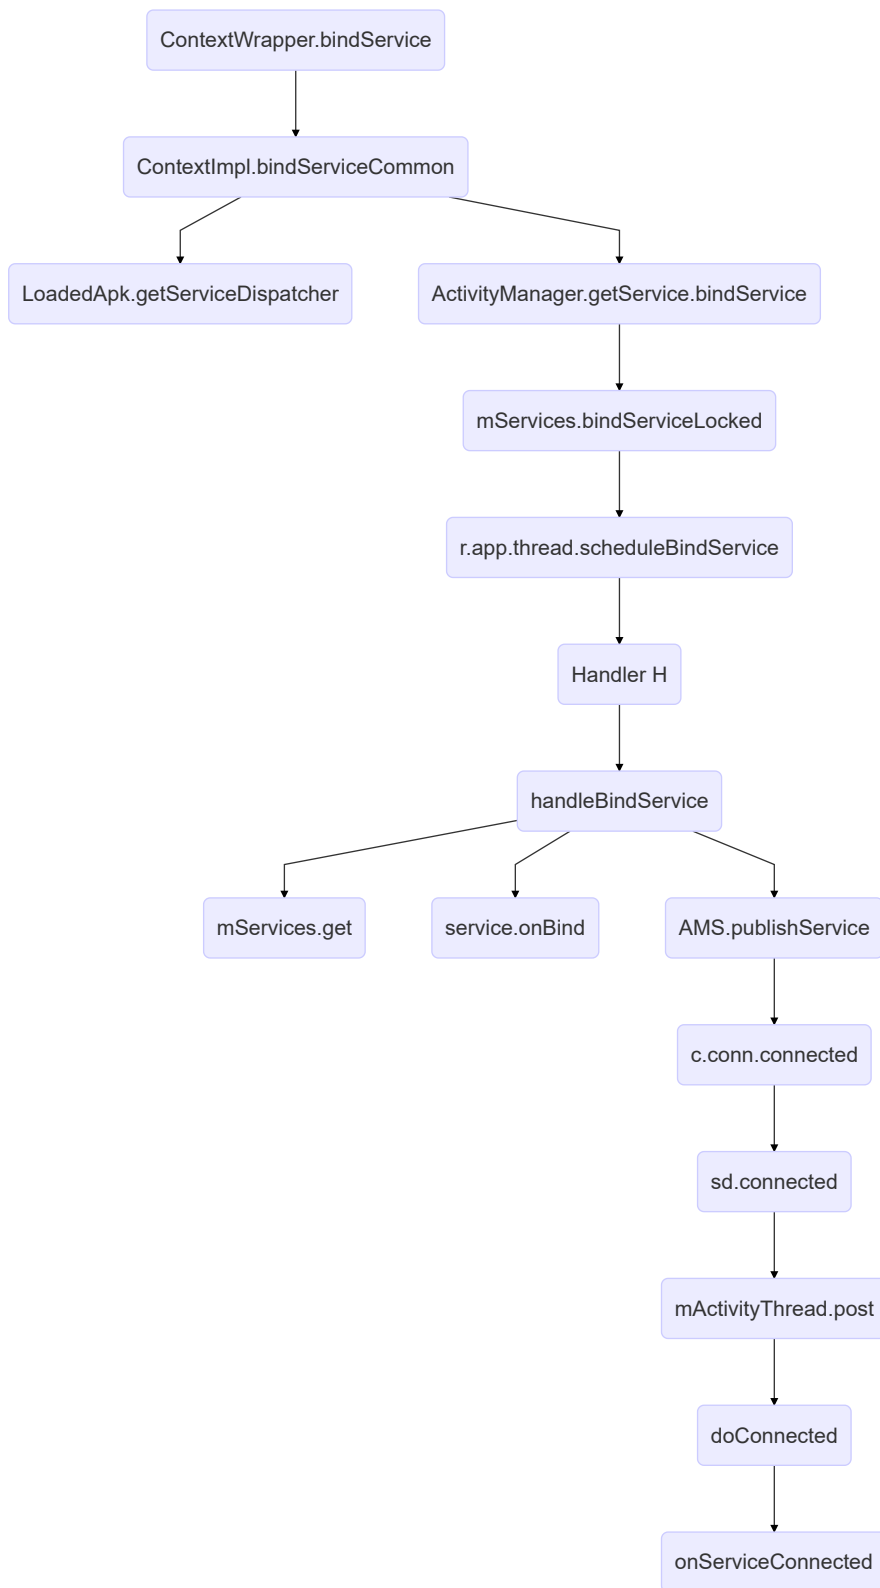 ContextWrapper.bindService
ContextImpl.bindServiceCommon
LoadedApk.getServiceDispatcher
ActivityManager.getService.bindService
mServices.bindServiceLocked
r.app.thread.scheduleBindService
Handler H
handleBindService
mServices.get
service.onBind
AMS.publishService
c.conn.connected
sd.connected
mActivityThread.post
doConnected
onServiceConnected